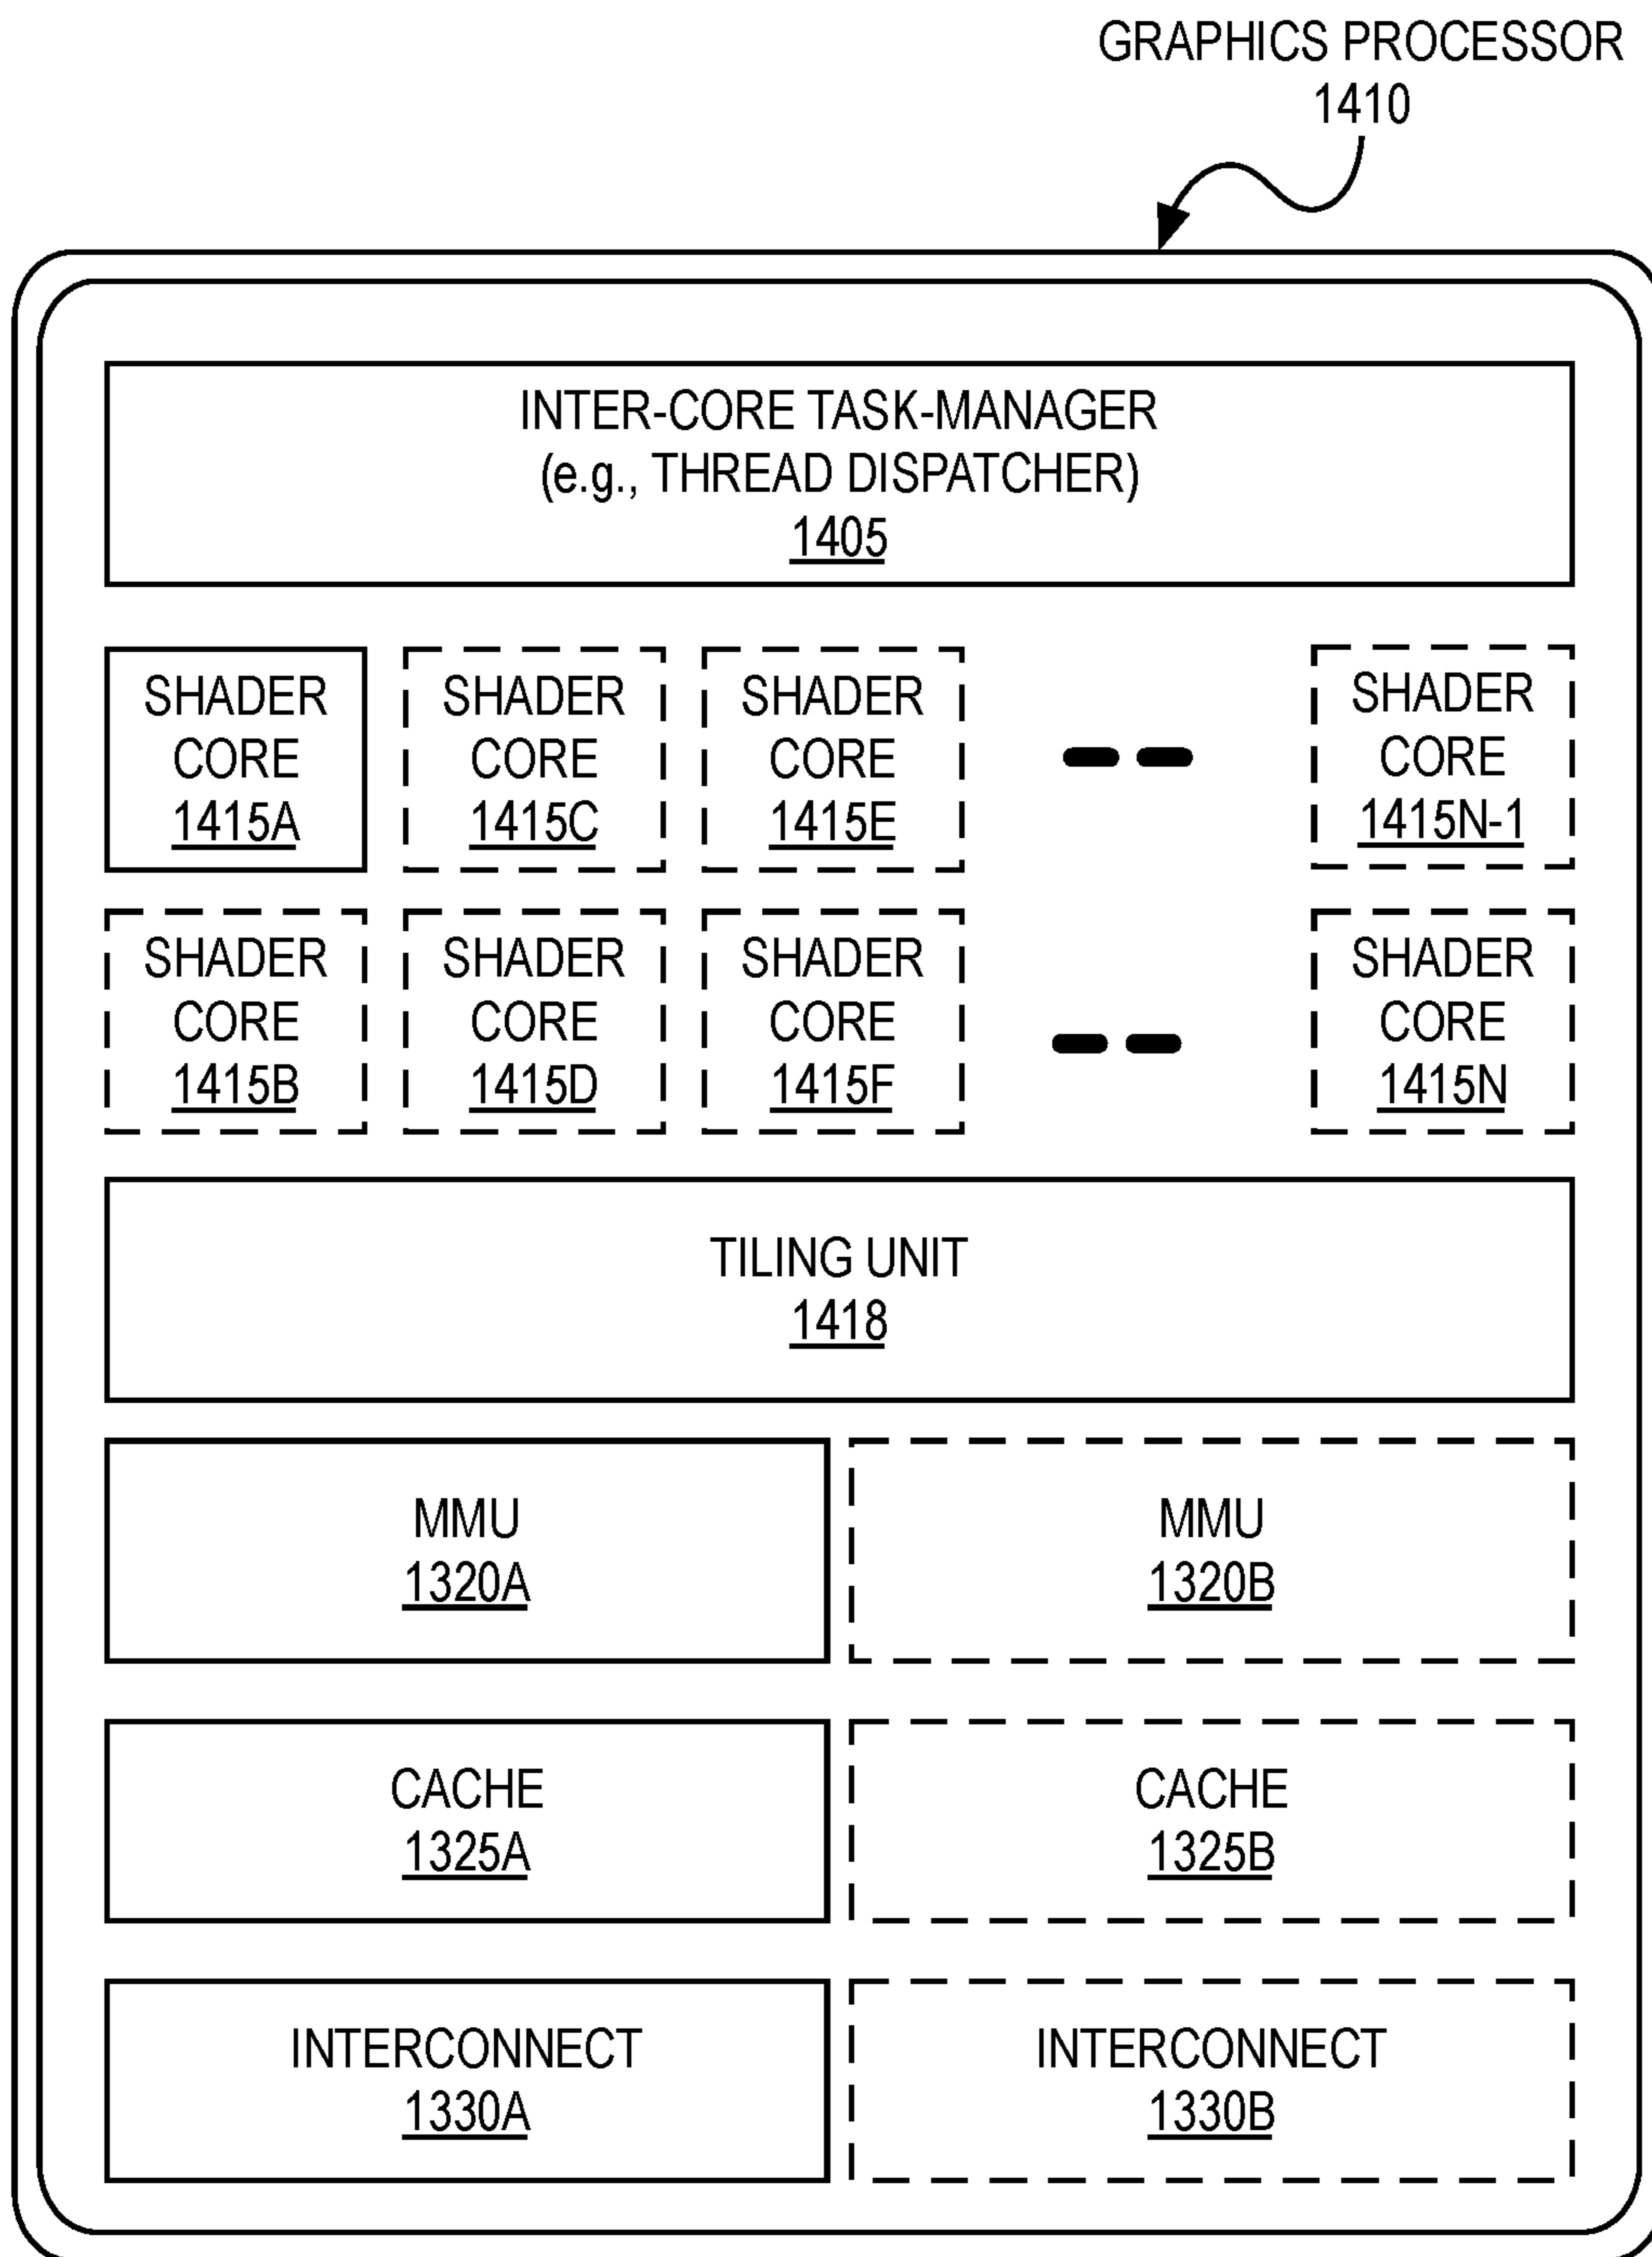 GRAPHICS PROCESSOR
1410
INTER-CORE TASK-MANAGER
(e.g., THREAD DISPATCHER)
1405
SHADER
CORE
1415A
SHADER
CORE
1415C
SHADER
CORE
1415E
SHADER
CORE
1415N-1
SHADER
CORE
1415B
SHADER
CORE
1415D
SHADER
CORE
1415F
SHADER
CORE
1415N
TILING UNIT
1418
MMU
1320A
MMU
1320B
CACHE
1325A
CACHE
1325B
INTERCONNECT
1330A
INTERCONNECT
1330B